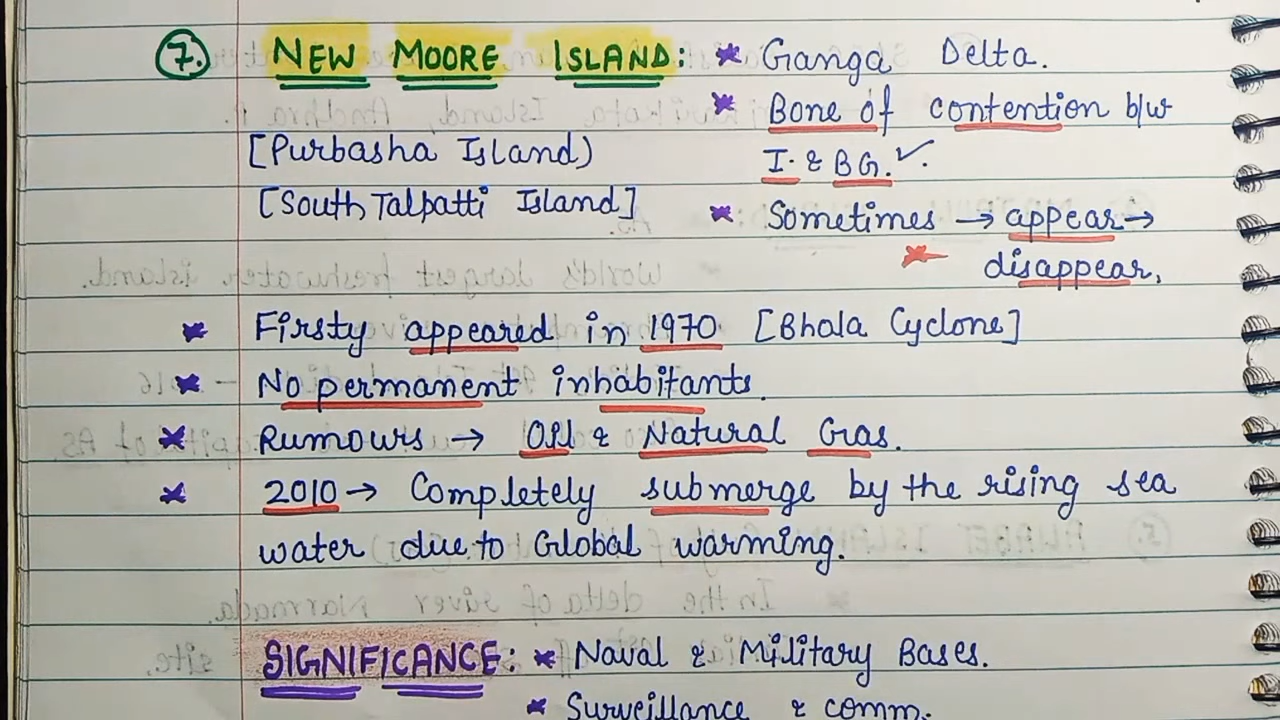 7. NEW MOORE ISLAND: * Ganga Delta.
* Bone of contention b/w
[Purbasha Island) I. & BG. ✓.
[South Talpatti Island] * Sometimes → appear →
* disappear.
* Firsty appeared in 1970 [Bhola Cyclone]
* No permanent inhabitants.
* Rumours → Oil & Natural Gas.
* 2010 → Completely submerge by the rising sea
water due to Global warming.
SIGNIFICANCE: * Naval & Military Bases.
* Surveillance & comm.